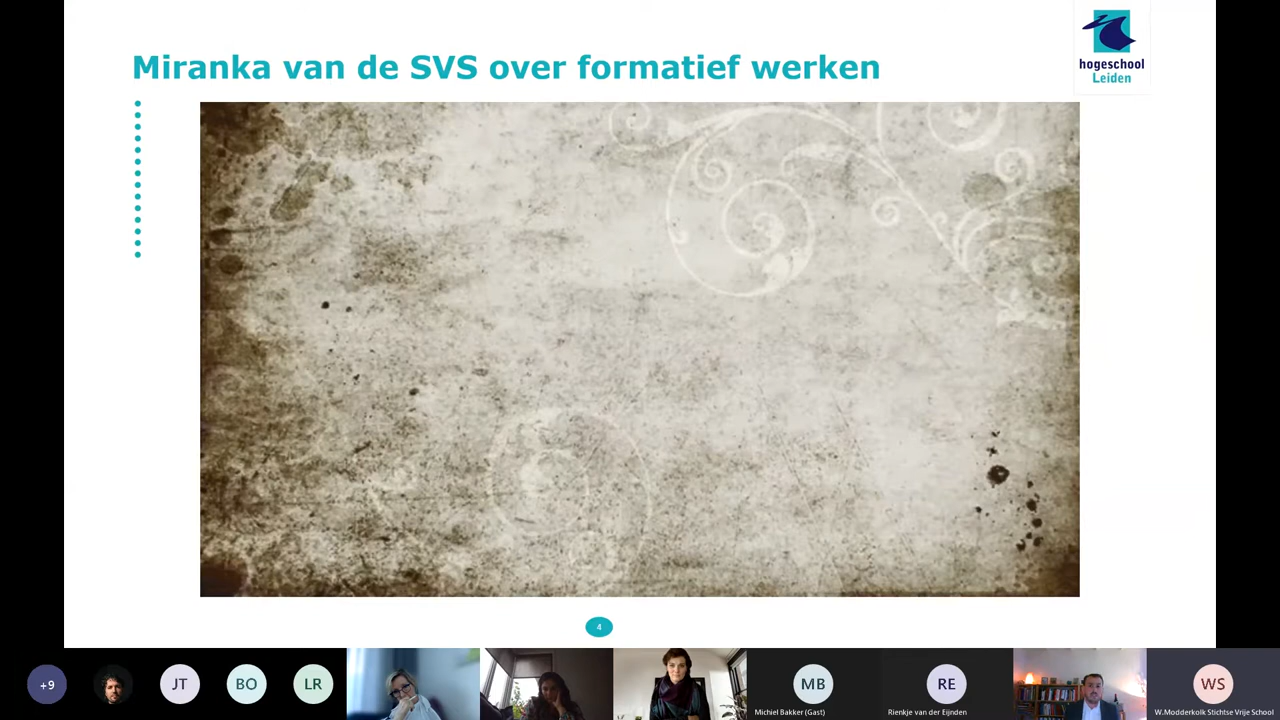 Miranka van de SVS over formatief werken
hogeschool
Leiden
4
+9
JT
BO
LR
MB
Michiel Bakker (Gast)
RE
Rienkje van der Eijnden
WS
W.Modderkolk Stichtse Vrije School